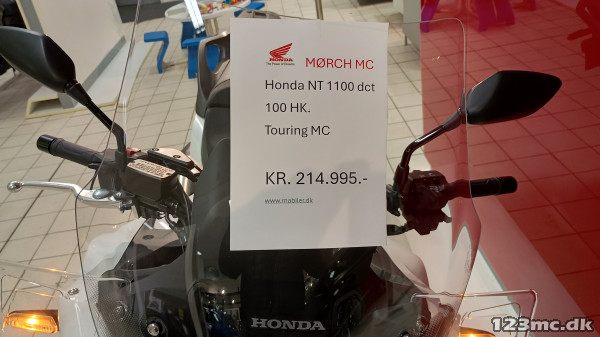 HONDA
The Power of Dreams
MØRCH MC
Honda NT 1100 dct
100 HK.
Touring MC
KR. 214.995.-
www.mabiler.dk
HONDA
123mc.dk